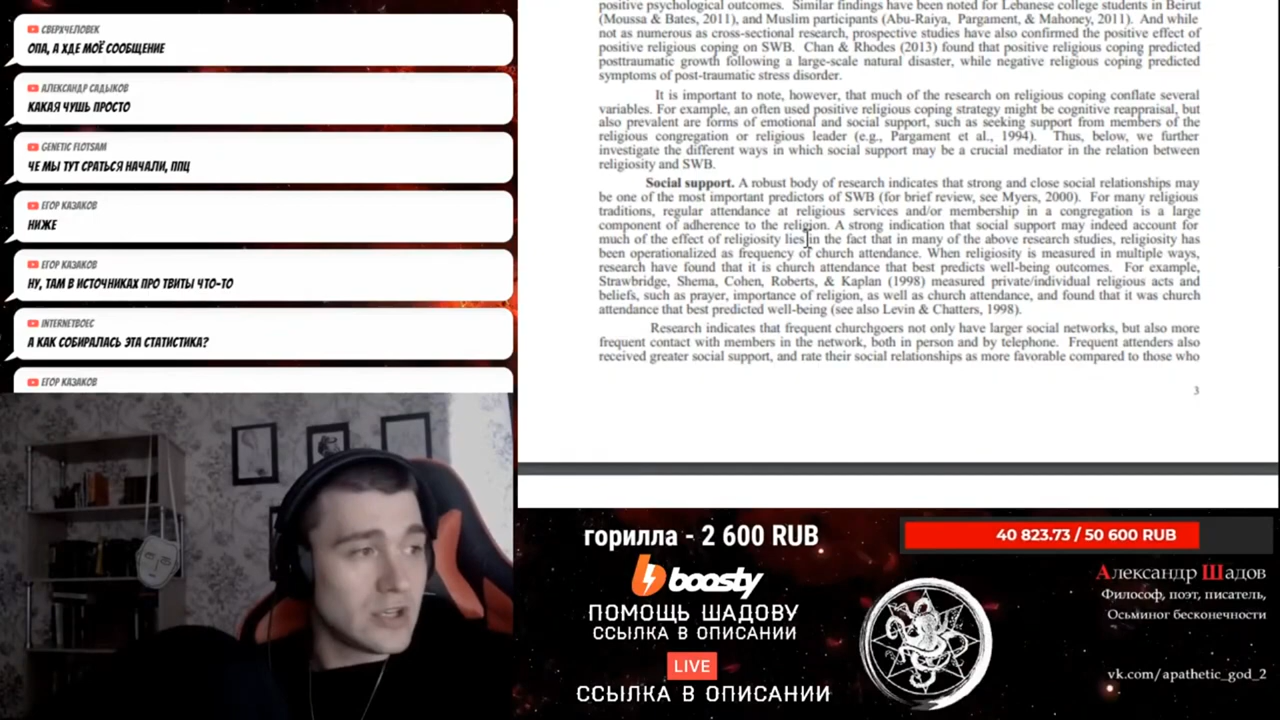 СВЕРХЧЕЛОВЕК
ОПА, А ХДЕ МОЁ СООБЩЕНИЕ
АЛЕКСАНДР САДЫКОВ
КАКАЯ ЧУШЬ ПРОСТО
GENETIC FLOTSAM
ЧЕ МЫ ТУТ СРАТЬСЯ НАЧАЛИ, ППЦ
ЕГОР КАЗАКОВ
НИЖЕ
ЕГОР КАЗАКОВ
НУ, ТАМ В ИСТОЧНИКАХ ПРО ТВИТЫ ЧТО-ТО
INTERNETBOEC
А КАК СОБИРАЛАСЬ ЭТА СТАТИСТИКА?
ЕГОР КАЗАКОВ
positive psychological outcomes. Similar findings have been noted for Lebanese college students in Beirut
(Moussa & Bates, 2011), and Muslim participants (Abu-Raiya, Pargament, & Mahoney, 2011). And while
not as numerous as cross-sectional research, prospective studies have also confirmed the positive effect of
positive religious coping on SWB. Chan & Rhodes (2013) found that positive religious coping predicted
posttraumatic growth following a large-scale natural disaster, while negative religious coping predicted
symptoms of post-traumatic stress disorder.
It is important to note, however, that much of the research on religious coping conflate several
variables. For example, an often used positive religious coping strategy might be cognitive reappraisal, but
also prevalent are forms of emotional and social support, such as seeking support from members of the
religious congregation or religious leader (e.g., Pargament et al., 1994). Thus, below, we further
investigate the different ways in which social support may be a crucial mediator in the relation between
religiosity and SWB.
Social support. A robust body of research indicates that strong and close social relationships may
be one of the most important predictors of SWB (for brief review, see Myers, 2000). For many religious
traditions, regular attendance at religious services and/or membership in a congregation is a large
component of adherence to the religion. A strong indication that social support may indeed account for
much of the effect of religiosity lies in the fact that in many of the above research studies, religiosity has
been operationalized as frequency of church attendance. When religiosity is measured in multiple ways,
research have found that it is church attendance that best predicts well-being outcomes. For example,
Strawbridge, Shema, Cohen, Roberts, & Kaplan (1998) measured private/individual religious acts and
beliefs, such as prayer, importance of religion, as well as church attendance, and found that it was church
attendance that best predicted well-being (see also Levin & Chatters, 1998).
Research indicates that frequent churchgoers not only have larger social networks, but also more
frequent contact with members in the network, both in person and by telephone. Frequent attenders also
received greater social support, and rate their social relationships as more favorable compared to those who
3
горилла - 2 600 RUB
boosty
ПОМОЩЬ ШАДОВУ
ССЫЛКА В ОПИСАНИИ
LIVE
ССЫЛКА В ОПИСАНИИ
40 823.73 / 50 600 RUB
Александр Шадов
Философ, поэт, писатель,
Осьминог бесконечности
vk.com/apathetic_god_2